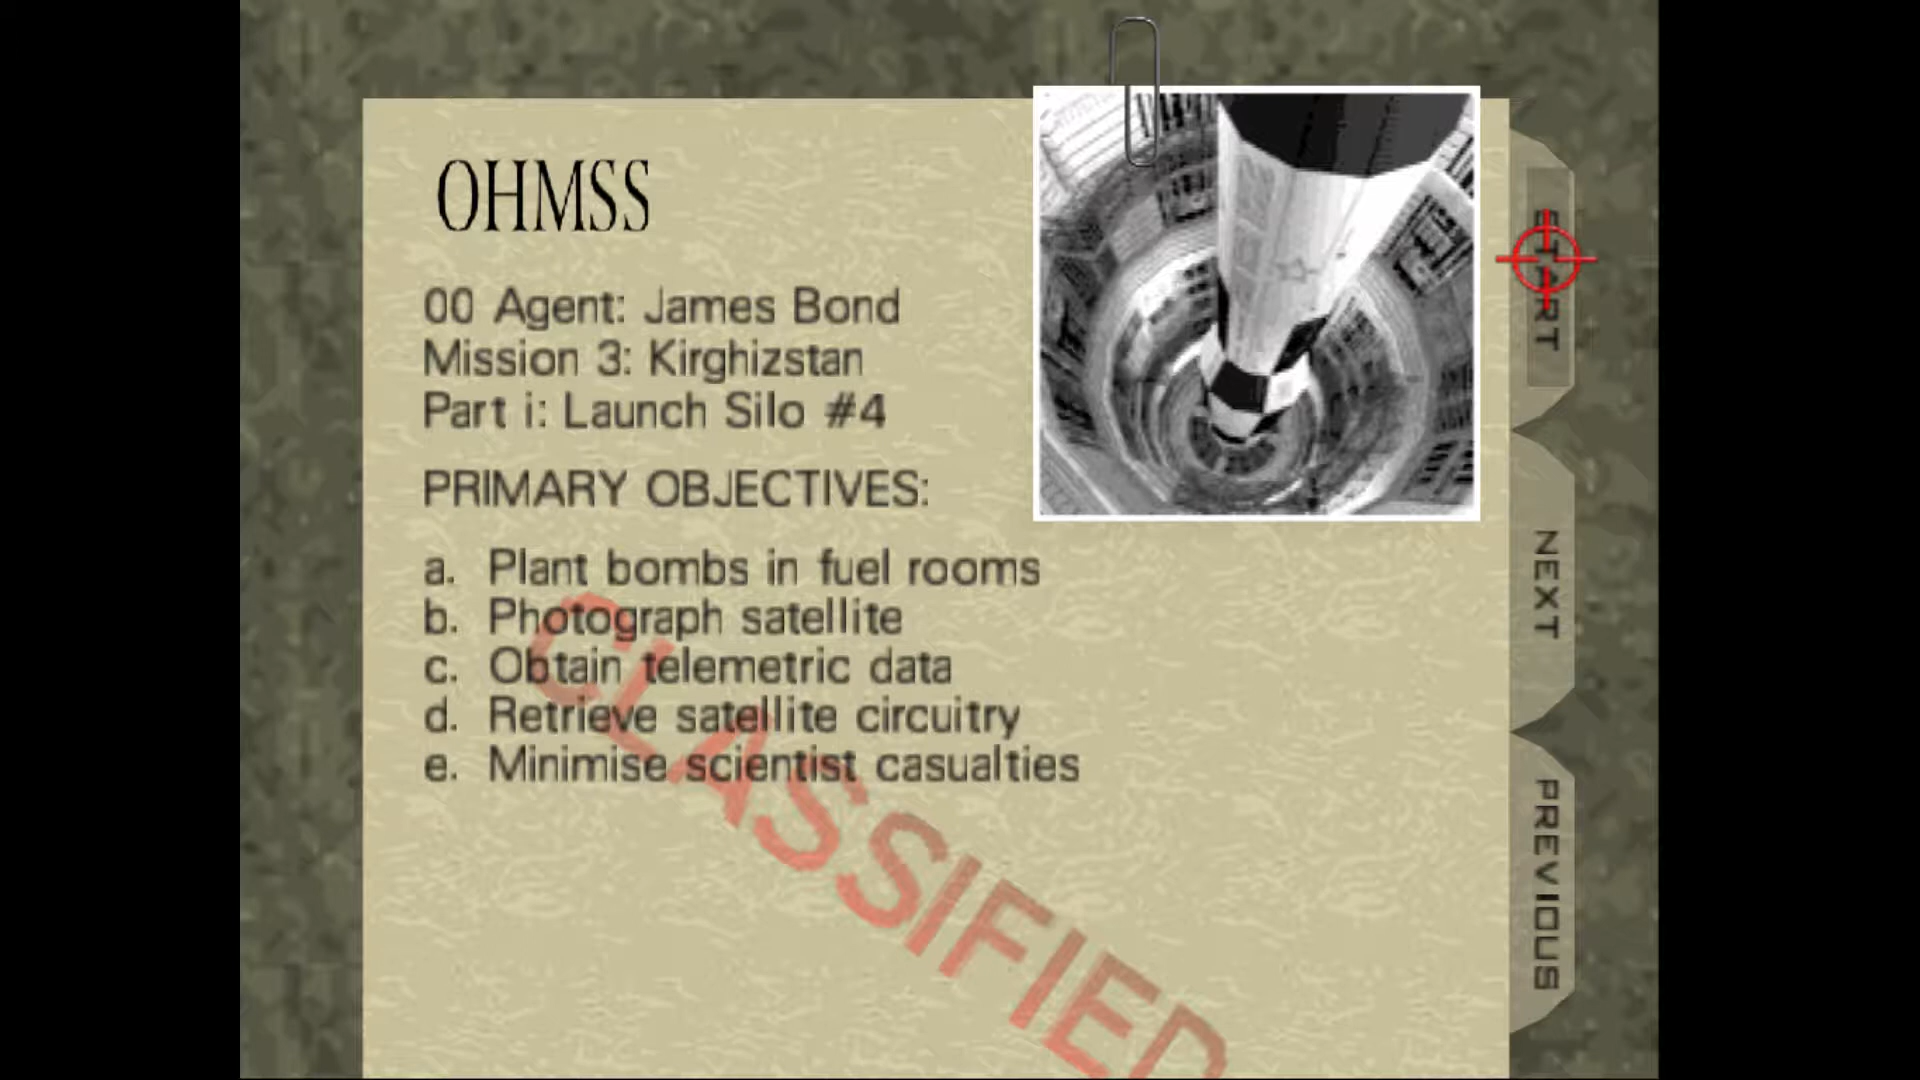 OHMSS
00 Agent: James Bond
Mission 3: Kirghizstan
Part i: Launch Silo #4
PRIMARY OBJECTIVES:
a. Plant bombs in fuel rooms
b. Photograph satellite
c. Obtain telemetric data
d. Retrieve satellite circuitry
e. Minimise scientist casualties
CLASSIFIED
START
NEXT
PREVIOUS